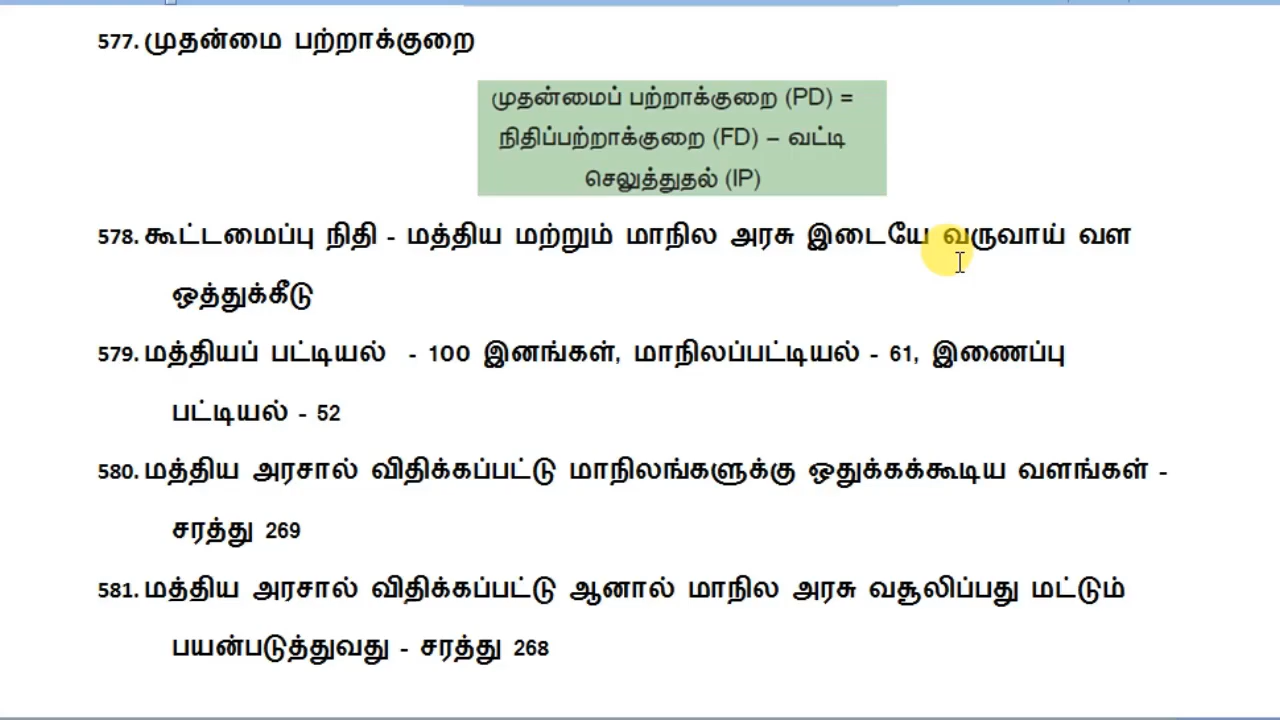 577. முதன்மை பற்றாக்குறை
முதன்மைப் பற்றாக்குறை (PD) =
நிதிப்பற்றாக்குறை (FD) – வட்டி
செலுத்துதல் (IP)
578. கூட்டமைப்பு நிதி - மத்திய மற்றும் மாநில அரசு இடையே வருவாய் வள
ஒத்துக்கீடு
579. மத்தியப் பட்டியல் - 100 இனங்கள், மாநிலப்பட்டியல் - 61, இணைப்பு
பட்டியல் - 52
580. மத்திய அரசால் விதிக்கப்பட்டு மாநிலங்களுக்கு ஒதுக்கக்கூடிய வளங்கள் -
சரத்து 269
581. மத்திய அரசால் விதிக்கப்பட்டு ஆனால் மாநில அரசு வசூலிப்பது மட்டும்
பயன்படுத்துவது - சரத்து 268